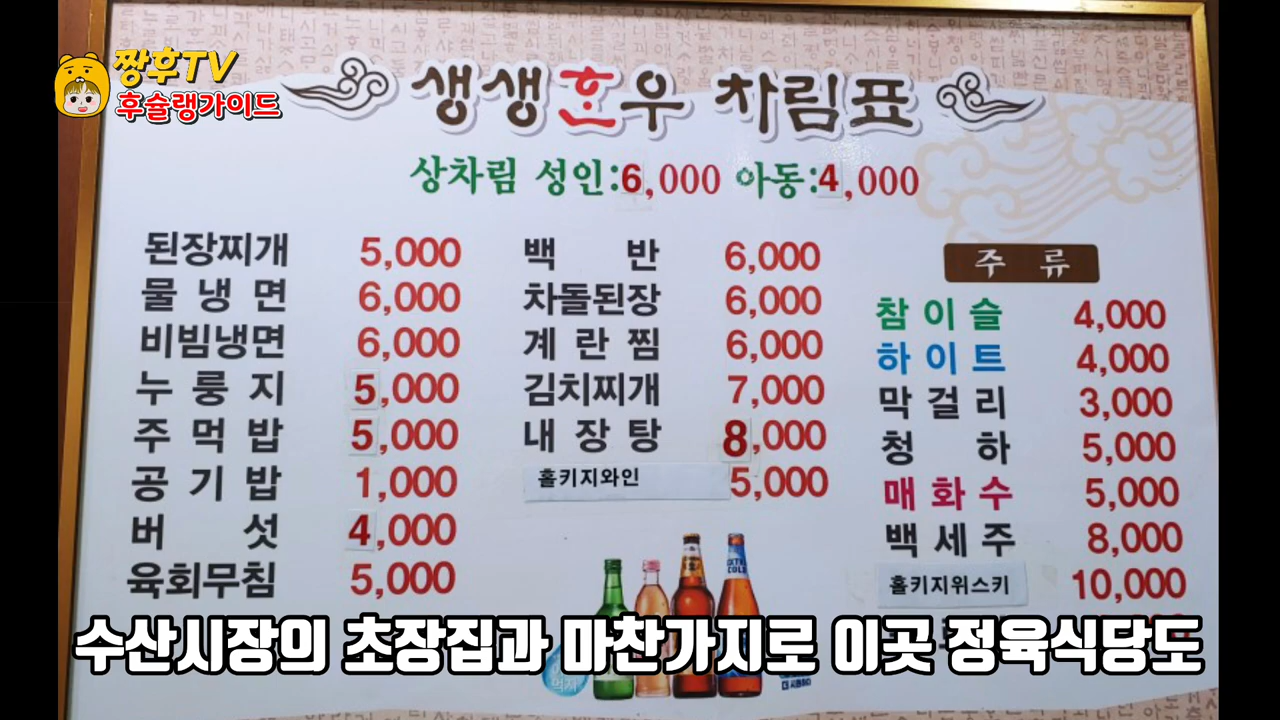 짱후TV
후슐랭가이드
생생한우 차림표
상차림 성인:6,000 아동:4,000
된장찌개 5,000
물냉면 6,000
비빔냉면 6,000
누룽지 5,000
주먹밥 5,000
공기밥 1,000
버섯 4,000
육회무침 5,000
백반 6,000
차돌된장 6,000
계란찜 6,000
김치찌개 7,000
내장탕 8,000
홀키지와인 5,000
주류
참이슬 4,000
하이트 4,000
막걸리 3,000
청하 5,000
매화수 5,000
백세주 8,000
홀키지위스키 10,000
EXTRA
COLD
수산시장의 초장집과 마찬가지로 이곳 정육식당도